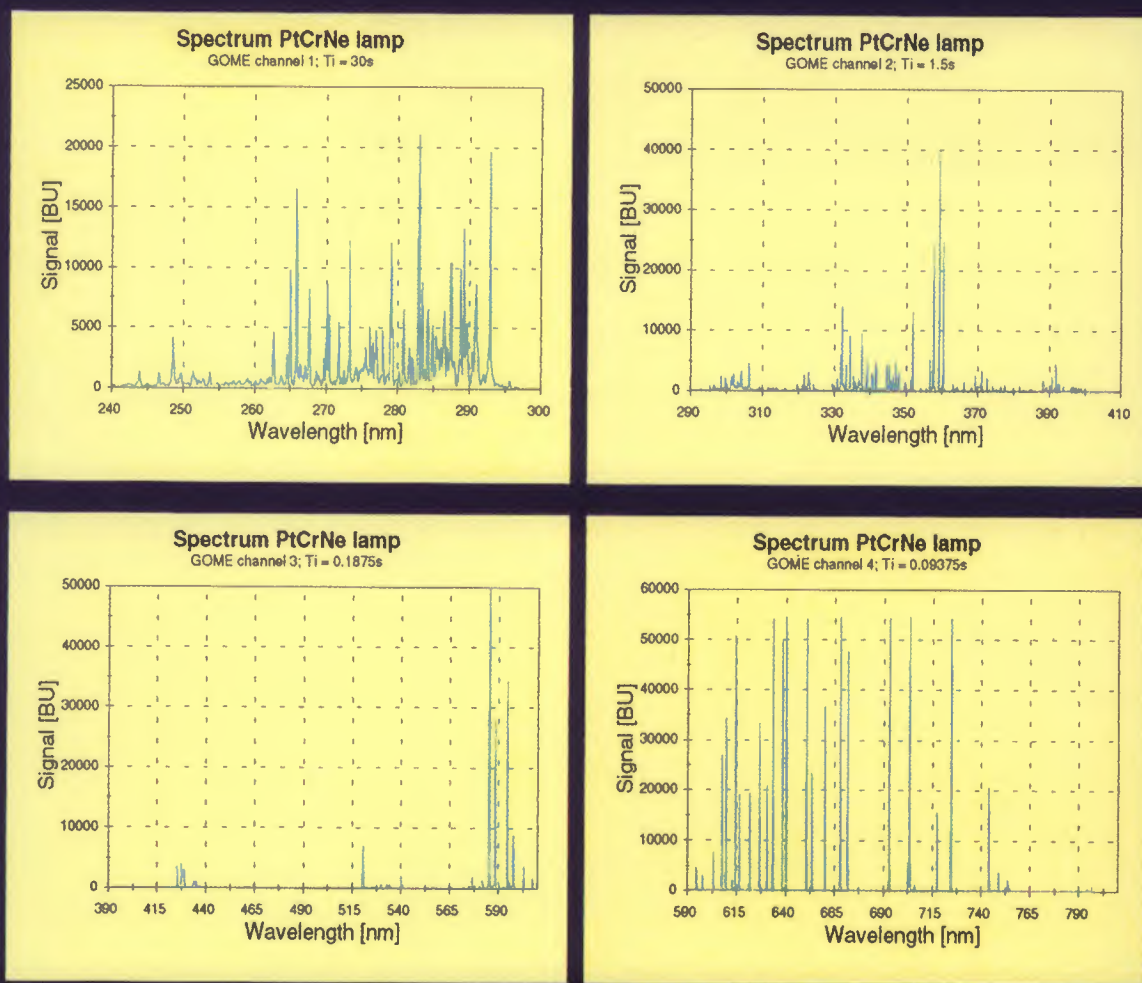 Spectrum PtCrNe lamp
GOME channel 1; Ti = 30s
25000
20000
15000
10000
5000
0
Signal [BU]
240 250 260 270 280 290 300
Wavelength [nm]
Spectrum PtCrNe lamp
GOME channel 2; Ti = 1.5s
50000
40000
30000
20000
10000
0
Signal [BU]
290 310 330 350 370 390 410
Wavelength [nm]
Spectrum PtCrNe lamp
GOME channel 3; Ti = 0.1875s
50000
40000
30000
20000
10000
0
Signal [BU]
390 415 440 465 490 515 540 565 590
Wavelength [nm]
Spectrum PtCrNe lamp
GOME channel 4; Ti = 0.09375s
60000
50000
40000
30000
20000
10000
0
Signal [BU]
590 615 640 665 690 715 740 765 790
Wavelength [nm]